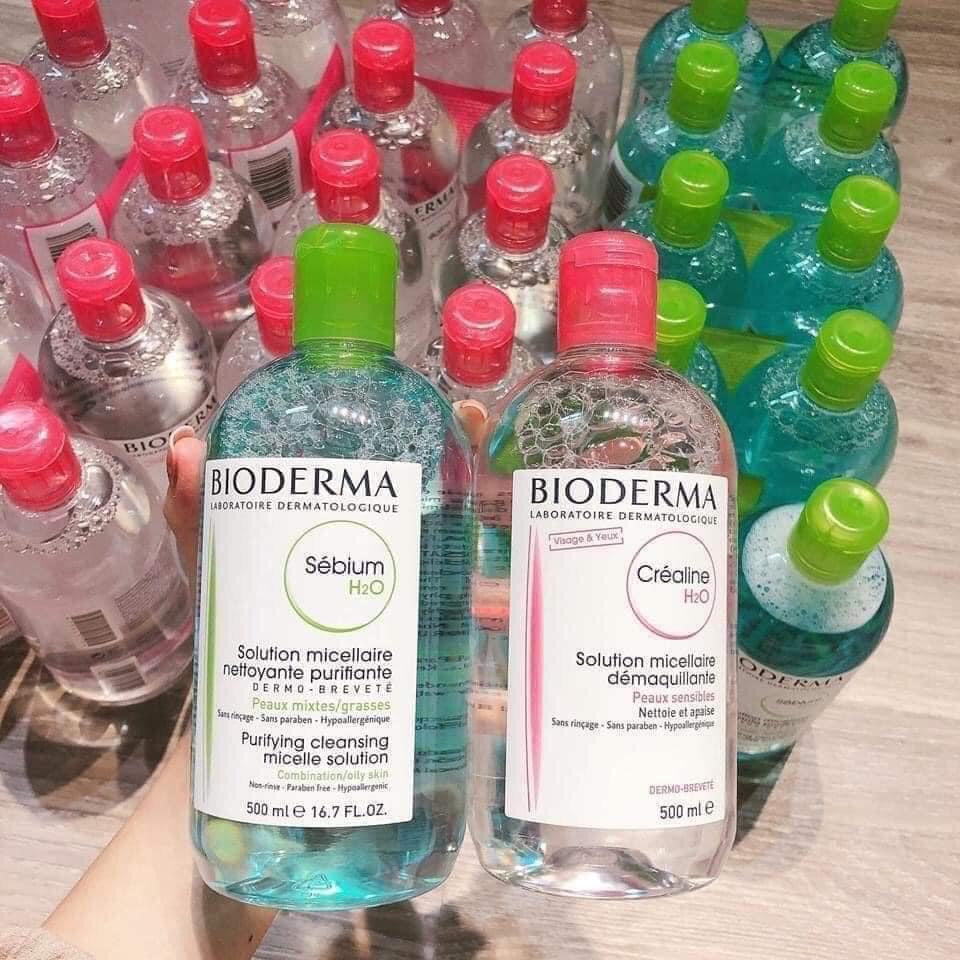 BIODERMA
LABORATOIRE DERMATOLOGIQUE
Sébium
H2O
Solution micellaire
nettoyante purifiante
DERMO-BREVETÉ
Peaux mixtes/grasses
Sans rinçage - Sans paraben - Hypoallergénique
Purifying cleansing
micelle solution
Combination/oily skin
Non-rinse - Paraben free - Hypoallergenic
500 ml e 16.7 FL.OZ.
BIODERMA
LABORATOIRE DERMATOLOGIQUE
Visage & Yeux
Créaline
H2O
Solution micellaire
démaquillante
Peaux sensibles
Nettoie et apaise
Sans rinçage - Sans paraben - Hypoallergénique
DERMO-BREVETÉ
500 ml e
BIODERMA